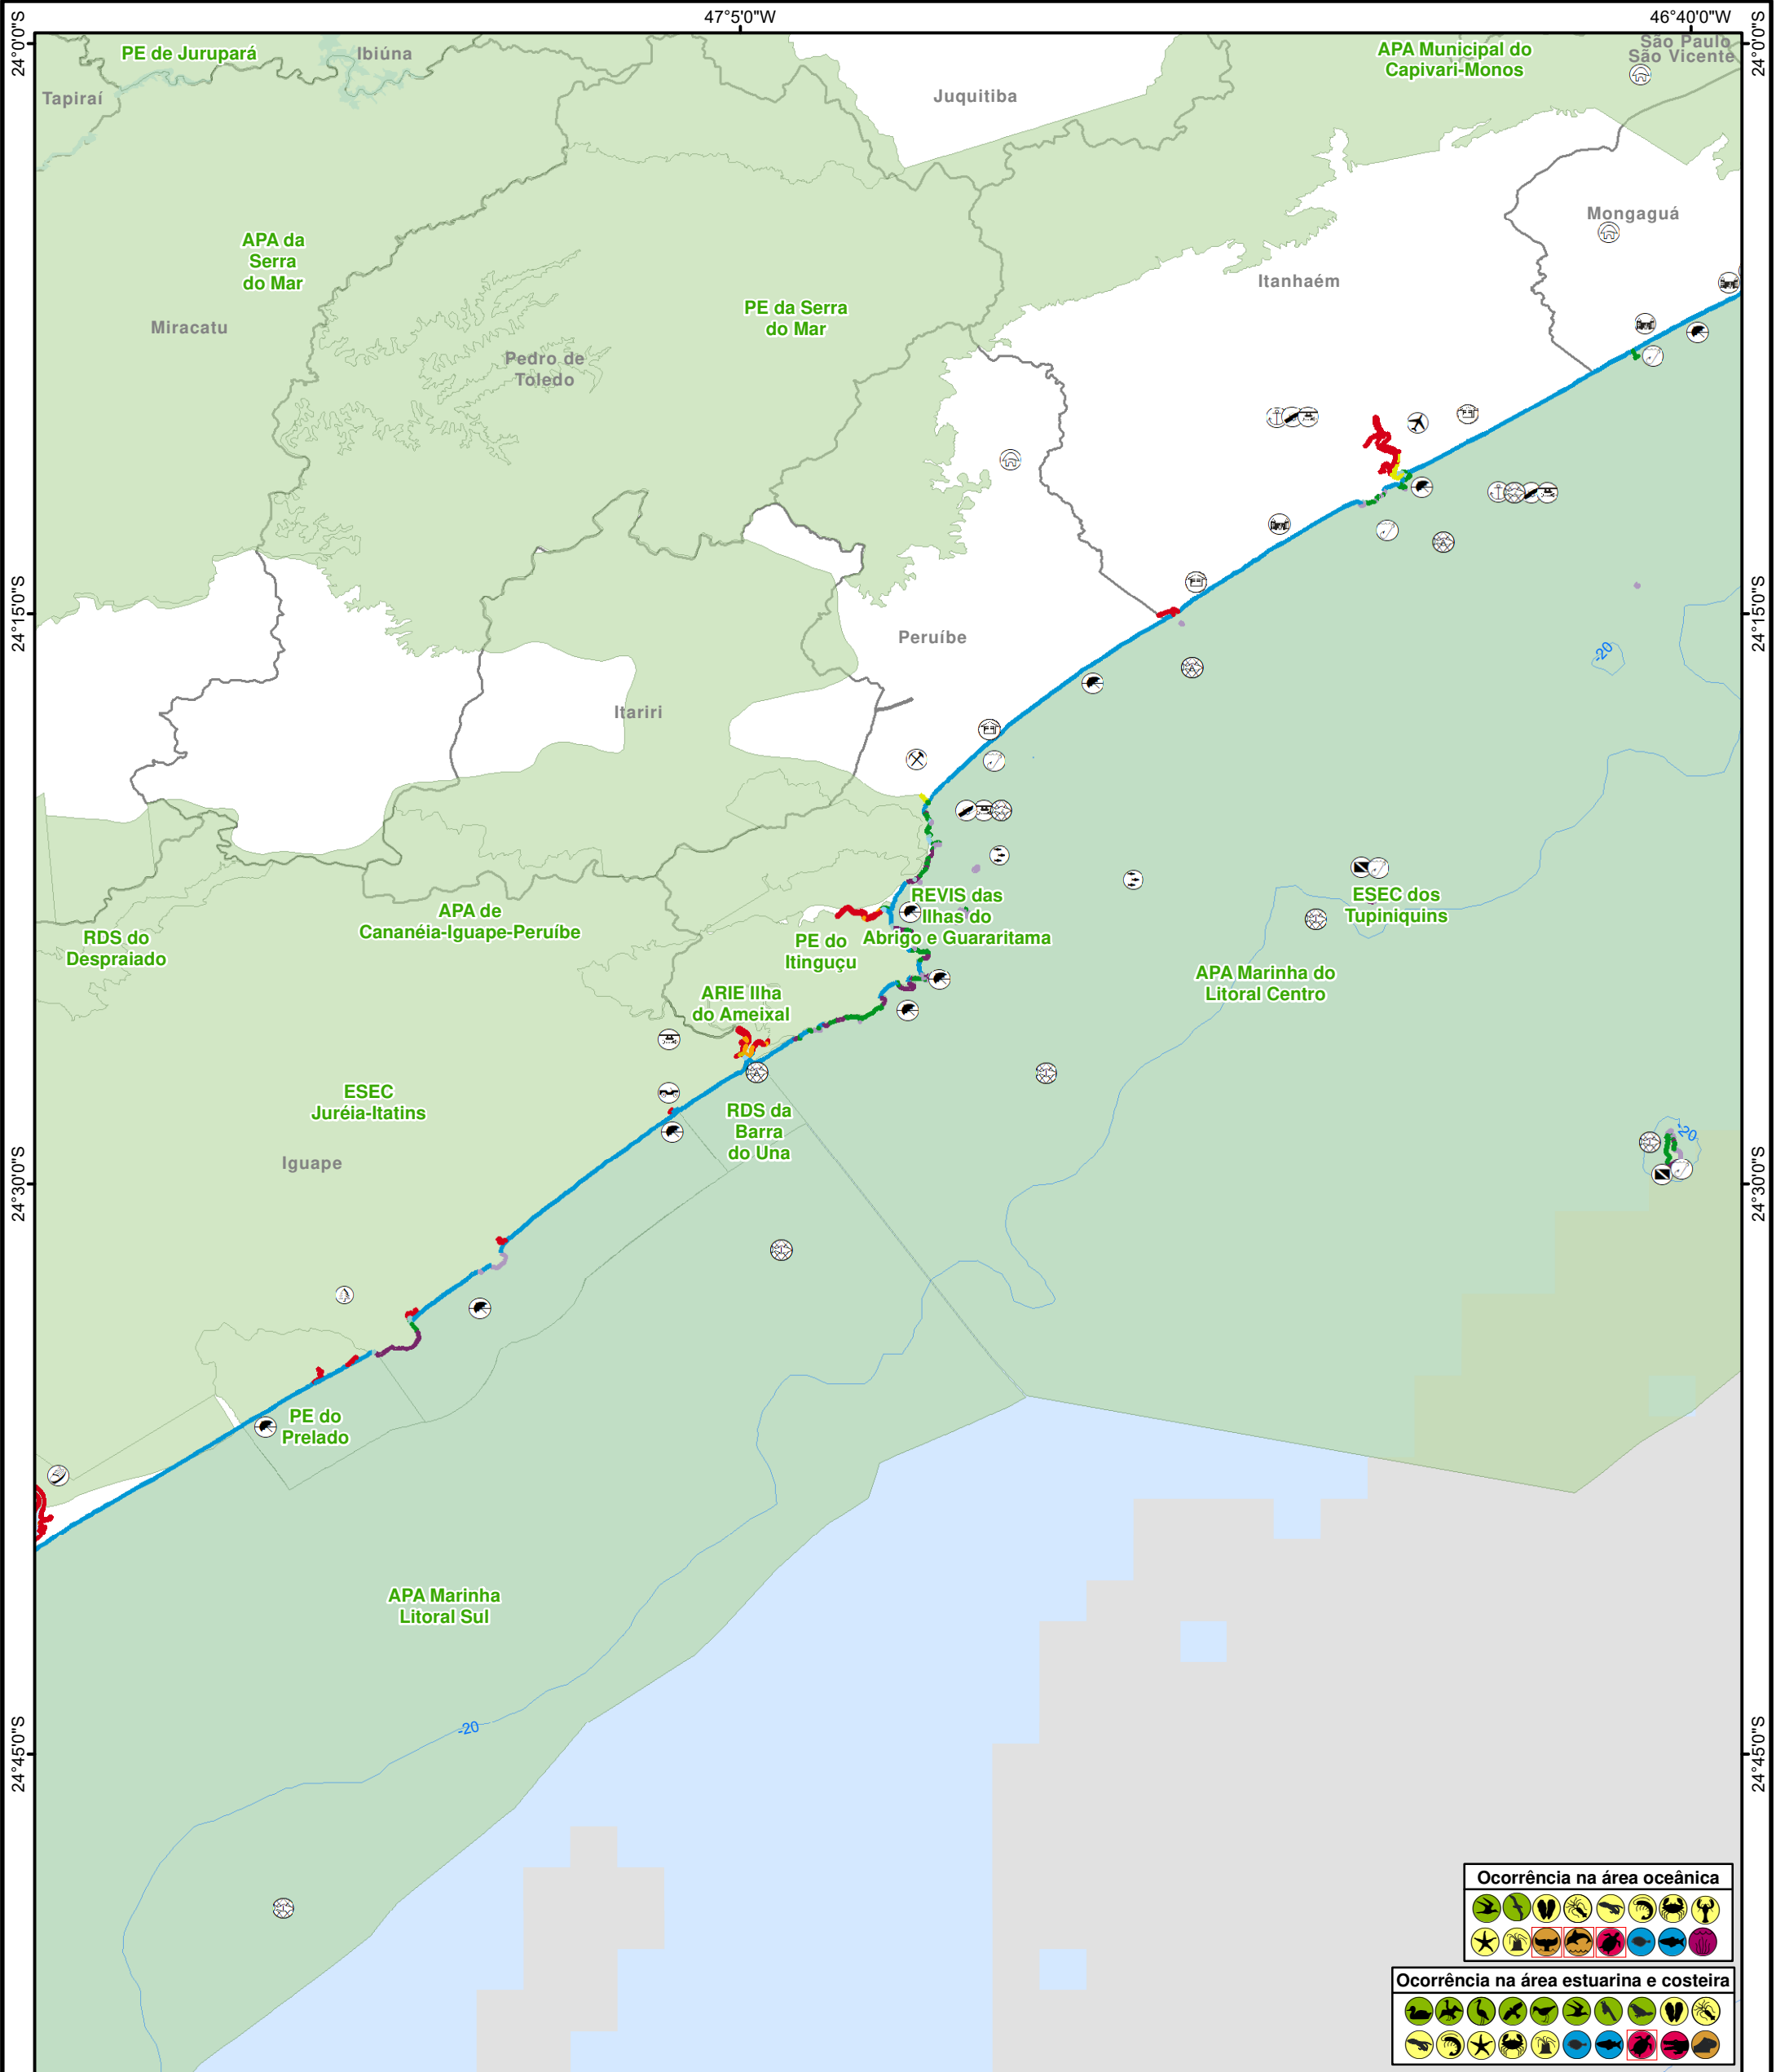 47°5'0"W
46°40'0"W
24°0'0"S
24°0'0"S
PE de Jurupará
Ibiúna
Tapiraí
Juquitiba
APA Municipal do
Capivari-Monos
São Paulo
São Vicente
Mongaguá
APA da
Serra
do Mar
Miracatu
PE da Serra
do Mar
Itanhaém
Pedro de
Toledo
24°15'0"S
24°15'0"S
Peruíbe
-20
Itariri
APA de
Cananéia-Iguape-Peruíbe
RDS do
Despraiado
REVIS das
Ilhas do
Abrigo e Guararitama
PE do
Itinguçu
ESEC dos
Tupiniquins
APA Marinha do
Litoral Centro
ARIE Ilha
do Ameixal
ESEC
Juréia-Itatins
RDS da
Barra
do Una
-20
Iguape
24°30'0"S
24°30'0"S
PE do
Prelado
APA Marinha
Litoral Sul
-20
24°45'0"S
24°45'0"S
Ocorrência na área oceânica
Ocorrência na área estuarina e costeira